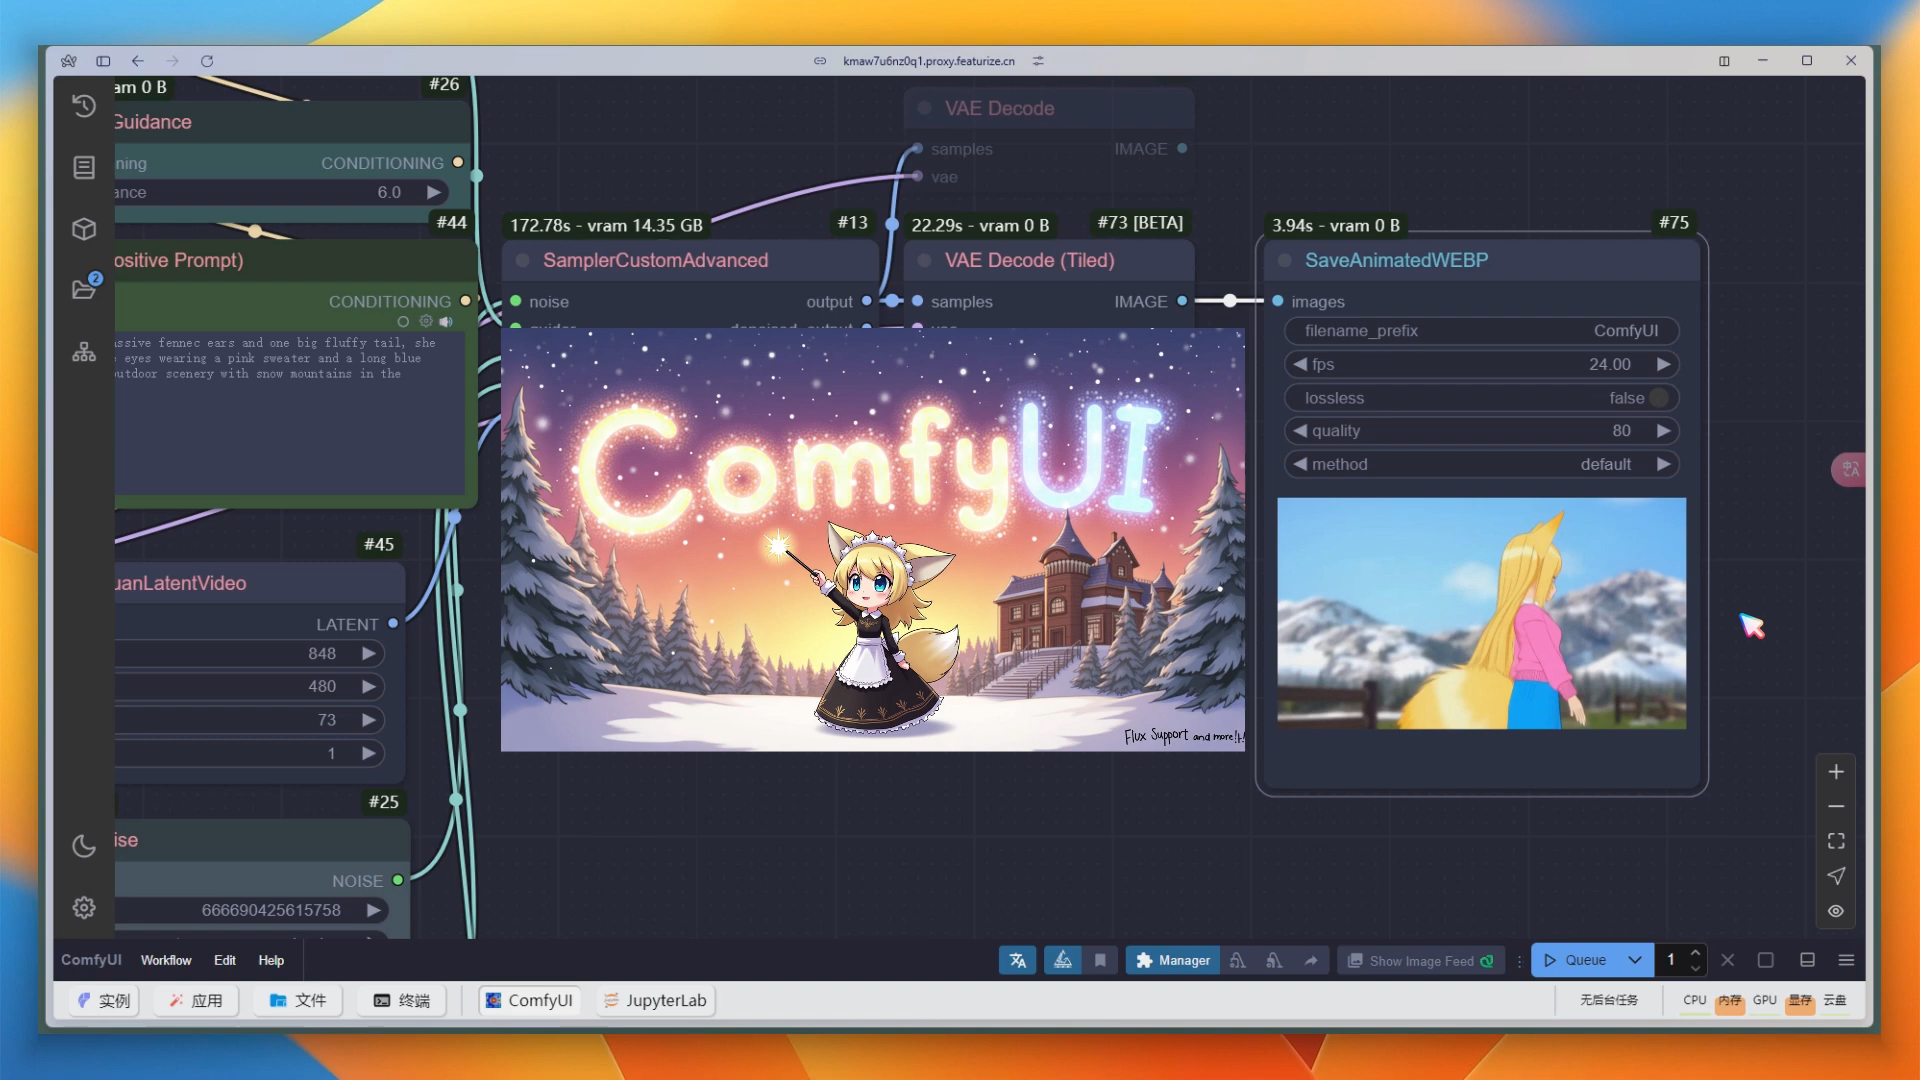 kmaw7u6nz0q1.proxy.featurize.cn
am 0 B
#26
Guidance
ning
CONDITIONING
ance
6.0
#44
ositive Prompt)
CONDITIONING
assive fennec ears and one big fluffy tail, she
eyes wearing a pink sweater and a long blue
utdoor scenery with snow mountains in the
#45
uanLatentVideo
LATENT
848
480
73
1
#25
ise
NOISE
666690425615758
VAE Decode
samples
IMAGE
vae
172.78s - vram 14.35 GB
#13
SamplerCustomAdvanced
noise
output
22.29s - vram 0 B
#73 [BETA]
VAE Decode (Tiled)
samples
IMAGE
3.94s - vram 0 B
#75
SaveAnimatedWEBP
images
filename_prefix
ComfyUI
fps
24.00
lossless
false
quality
80
method
default
ComfyUI
Flux Support and more!!
中A
2
ComfyUI
Workflow
Edit
Help
Manager
Show Image Feed
Queue
1
实例
应用
文件
终端
ComfyUI
JupyterLab
无后台任务
CPU
内存
GPU
显存
云盘